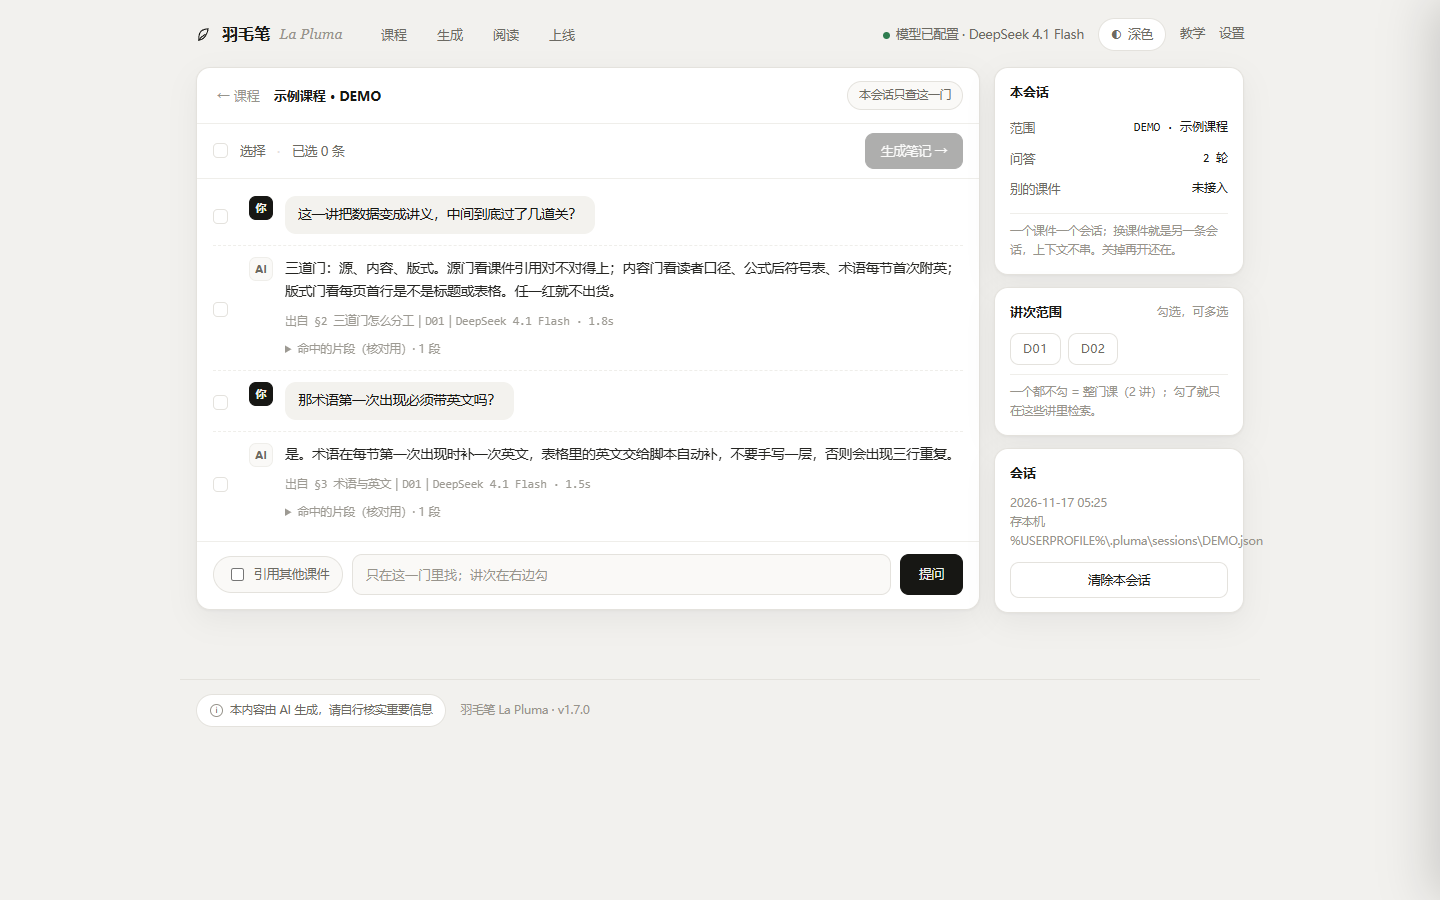 羽毛笔 La Pluma 课程 生成 阅读 上线
模型已配置 · DeepSeek 4.1 Flash 深色 教学 设置
← 课程 示例课程 • DEMO 本会话只查这一门
选择 · 已选 0 条 生成笔记 →
你 这一讲把数据变成讲义，中间到底过了几道关？
AI 三道门：源、内容、版式。源门看课件引用对不对得上；内容门看读者口径、公式后符号表、术语每节首次附英；
版式门看每页首行是不是标题或表格。任一红就不出货。
出自 §2 三道门怎么分工 | D01 | DeepSeek 4.1 Flash · 1.8s
▶ 命中的片段（核对用）· 1 段
你 那术语第一次出现必须带英文吗？
AI 是。术语在每节第一次出现时补一次英文，表格里的英文交给脚本自动补，不要手写一层，否则会出现三行重复。
出自 §3 术语与英文 | D01 | DeepSeek 4.1 Flash · 1.5s
▶ 命中的片段（核对用）· 1 段
引用其他课件 只在这一门里找；讲次在右边勾 提问
本会话
范围 DEMO · 示例课程
问答 2 轮
别的课件 未接入
一个课件一个会话；换课件就是另一条会
话，上下文不串。关掉再开还在。
讲次范围 勾选，可多选
D01 D02
一个都不勾 = 整门课（2 讲）；勾了就只
在这些讲里检索。
会话
2026-11-17 05:25
存本机
%USERPROFILE%\.pluma\sessions\DEMO.json
清除本会话
本内容由 AI 生成，请自行核实重要信息 羽毛笔 La Pluma · v1.7.0